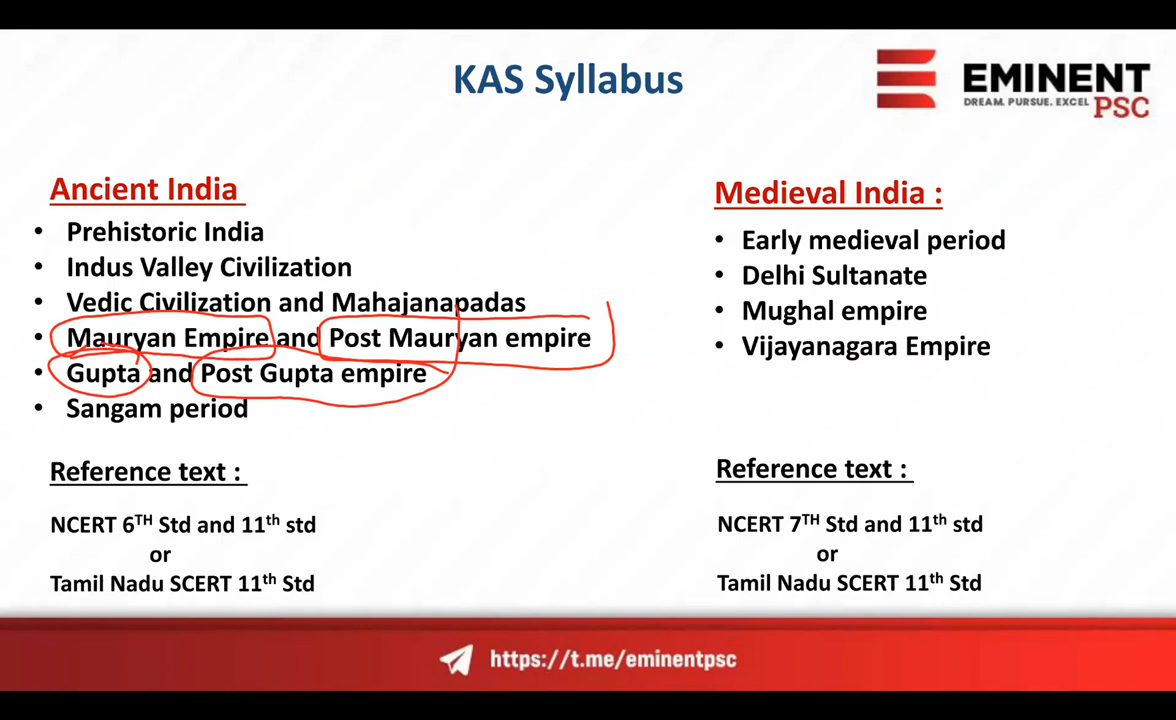 KAS Syllabus
EMINENT
DREAM. PURSUE. EXCEL
PSC
Ancient India
• Prehistoric India
• Indus Valley Civilization
• Vedic Civilization and Mahajanapadas
• Mauryan Empire and Post Mauryan empire
• Gupta and Post Gupta empire
• Sangam period
Reference text :
NCERT 6TH Std and 11th std
or
Tamil Nadu SCERT 11th Std
Medieval India :
• Early medieval period
• Delhi Sultanate
• Mughal empire
• Vijayanagara Empire
Reference text :
NCERT 7TH Std and 11th std
or
Tamil Nadu SCERT 11th Std
https://t.me/eminentpsc